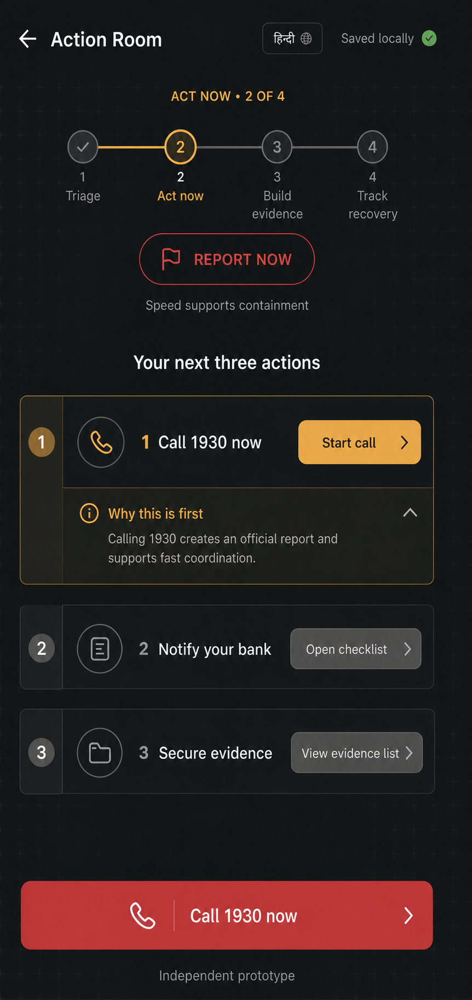 Action Room
हिन्दी
Saved locally
ACT NOW • 2 OF 4
2
3
4
1
2
3
4
Triage
Act now
Build
evidence
Track
recovery
REPORT NOW
Speed supports containment
Your next three actions
1
1 Call 1930 now
Start call
Why this is first
Calling 1930 creates an official report and
supports fast coordination.
2
2 Notify your bank
Open checklist
3
3 Secure evidence
View evidence list
Call 1930 now
Independent prototype